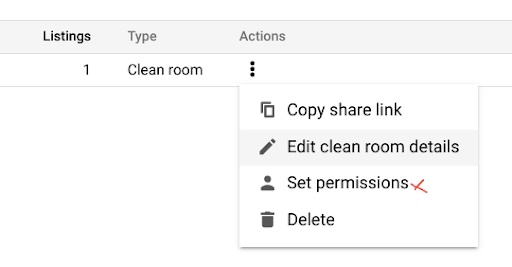 Listings Type Actions
1 Clean room
Copy share link
Edit clean room details
Set permissions
Delete